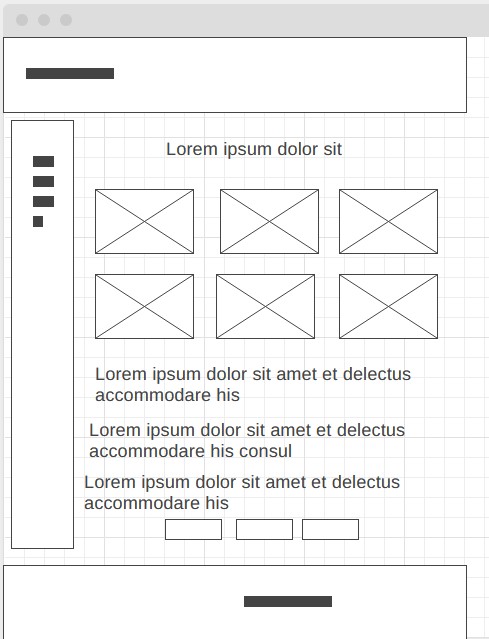 Lorem ipsum dolor sit
Lorem ipsum dolor sit amet et delectus
accommodare his
Lorem ipsum dolor sit amet et delectus
accommodare his consul
Lorem ipsum dolor sit amet et delectus
accommodare his